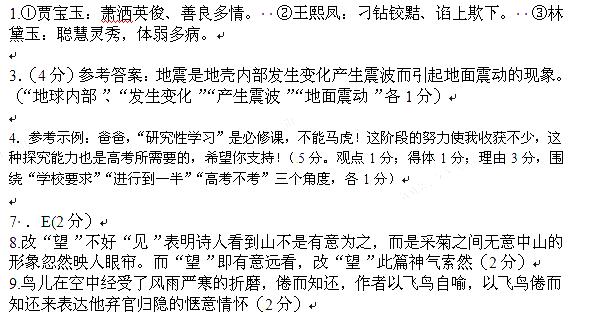 1.①贾宝玉：萧洒英俊、善良多情。··②王熙凤：刁钻铰黠、谄上欺下。··③林
黛玉：聪慧灵秀，体弱多病。↵
↵
3.（4分）参考答案：地震是地壳内部发生变化产生震波而引起地面震动的现象。
（“地球内部”、“发生变化”“产生震波”“地面震动”各1分）↵
↵
4．参考示例：爸爸，“研究性学习”是必修课，不能马虎！这阶段的努力使我收获不少，这
种探究能力也是高考所需要的，希望你支持！（5分。观点1分；得体1分；理由3分，围
绕“学校要求”“进行到一半”“高考不考”三个角度，各1分）↵
↵
7·．E(2分）↵
8.改“望”不好“见”表明诗人看到山不是有意为之，而是采菊之间无意中山的
形象忽然映人眼帘。而“望”即有意远看，改“望”此篇神气索然（2分）↵
9.鸟儿在空中经受了风雨严寒的折磨，倦而知还，作者以飞鸟自喻，以飞鸟倦而
知还来表达他弃官归隐的惬意情怀（2分）↵